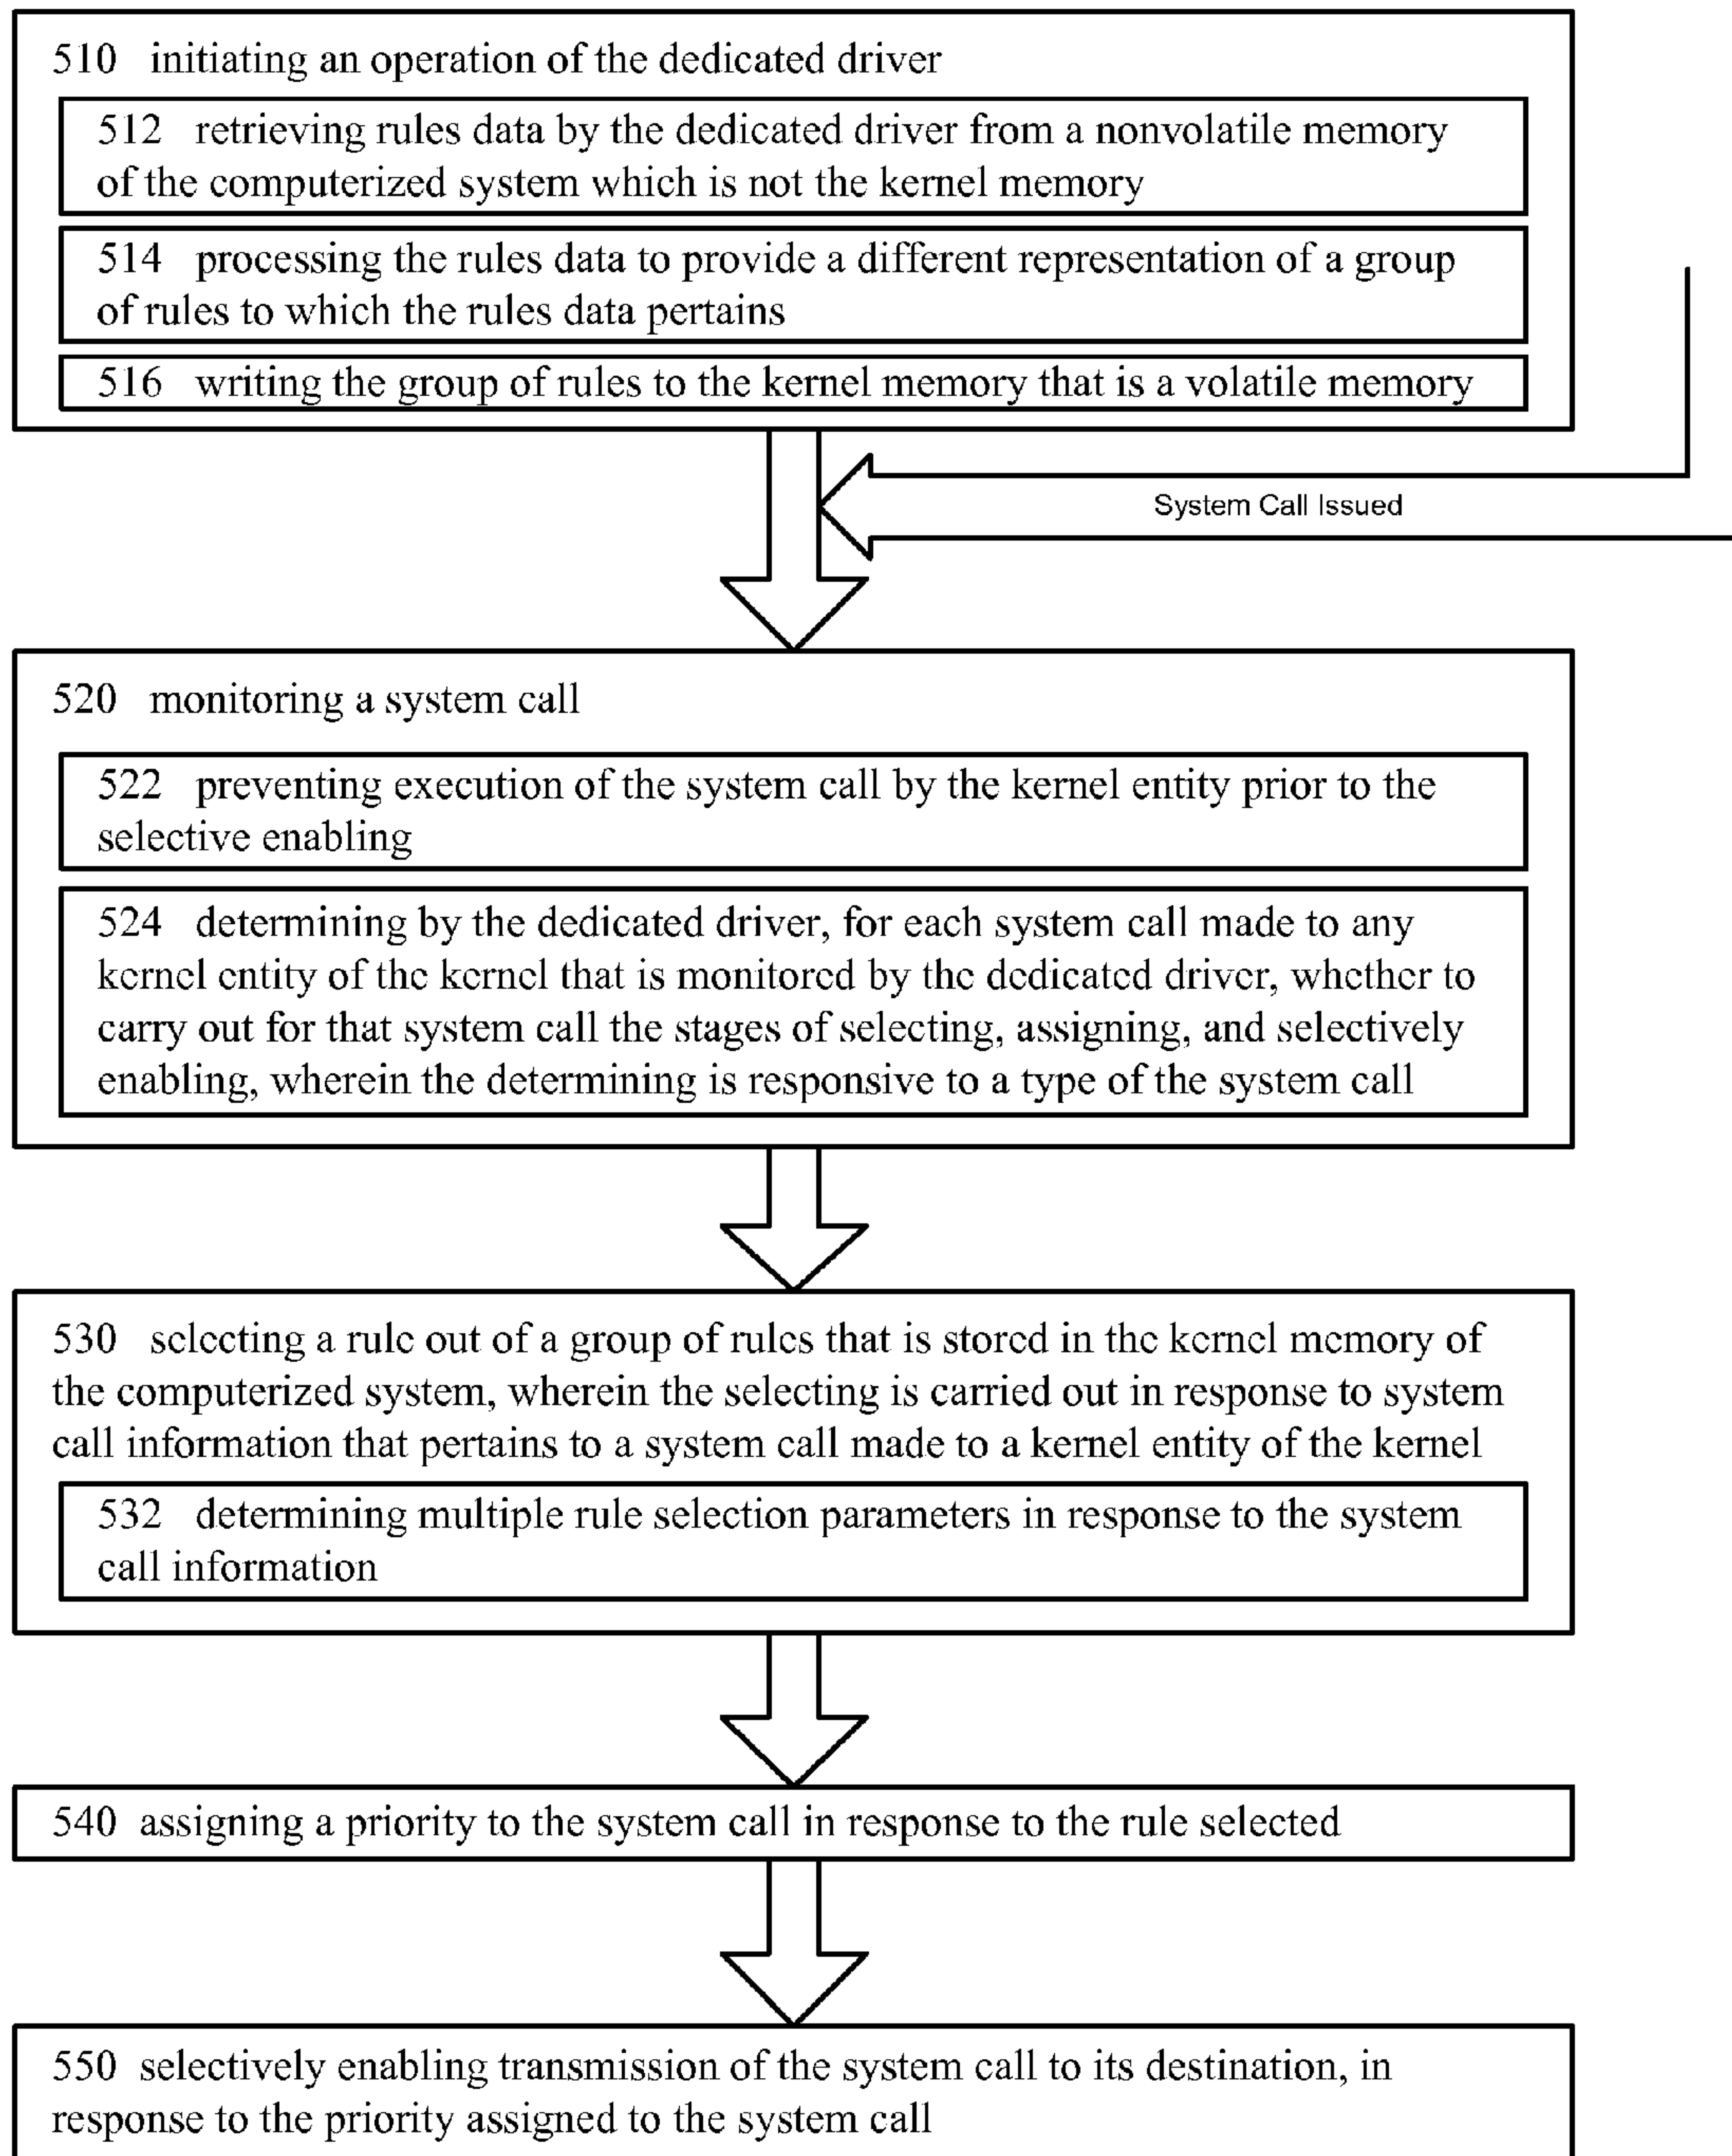 510 initiating an operation of the dedicated driver
512 retrieving rules data by the dedicated driver from a nonvolatile memory
of the computerized system which is not the kernel memory
514 processing the rules data to provide a different representation of a group
of rules to which the rules data pertains
516 writing the group of rules to the kernel memory that is a volatile memory
System Call Issued
520 monitoring a system call
522 preventing execution of the system call by the kernel entity prior to the
selective enabling
524 determining by the dedicated driver, for each system call made to any
kernel entity of the kernel that is monitored by the dedicated driver, whether to
carry out for that system call the stages of selecting, assigning, and selectively
enabling, wherein the determining is responsive to a type of the system call
530 selecting a rule out of a group of rules that is stored in the kernel memory of
the computerized system, wherein the selecting is carried out in response to system
call information that pertains to a system call made to a kernel entity of the kernel
532 determining multiple rule selection parameters in response to the system
call information
540 assigning a priority to the system call in response to the rule selected
550 selectively enabling transmission of the system call to its destination, in
response to the priority assigned to the system call